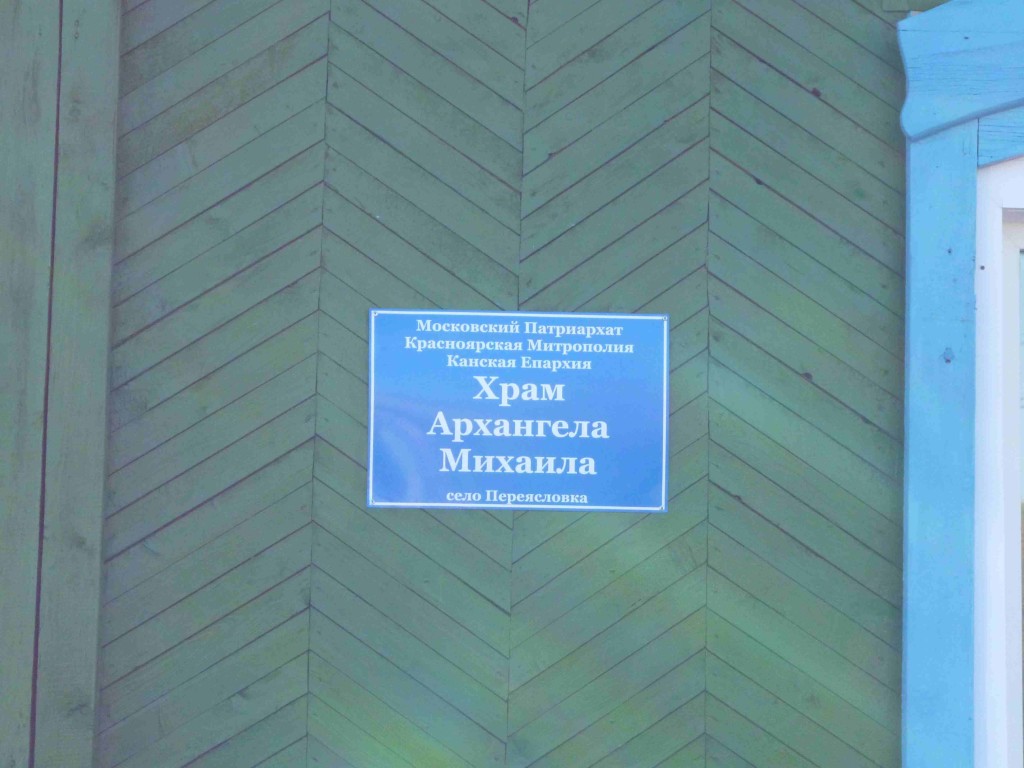 Московский Патриархат
Красноярская Митрополия
Канская Епархия
Храм
Архангела
Михаила
село Переясловка